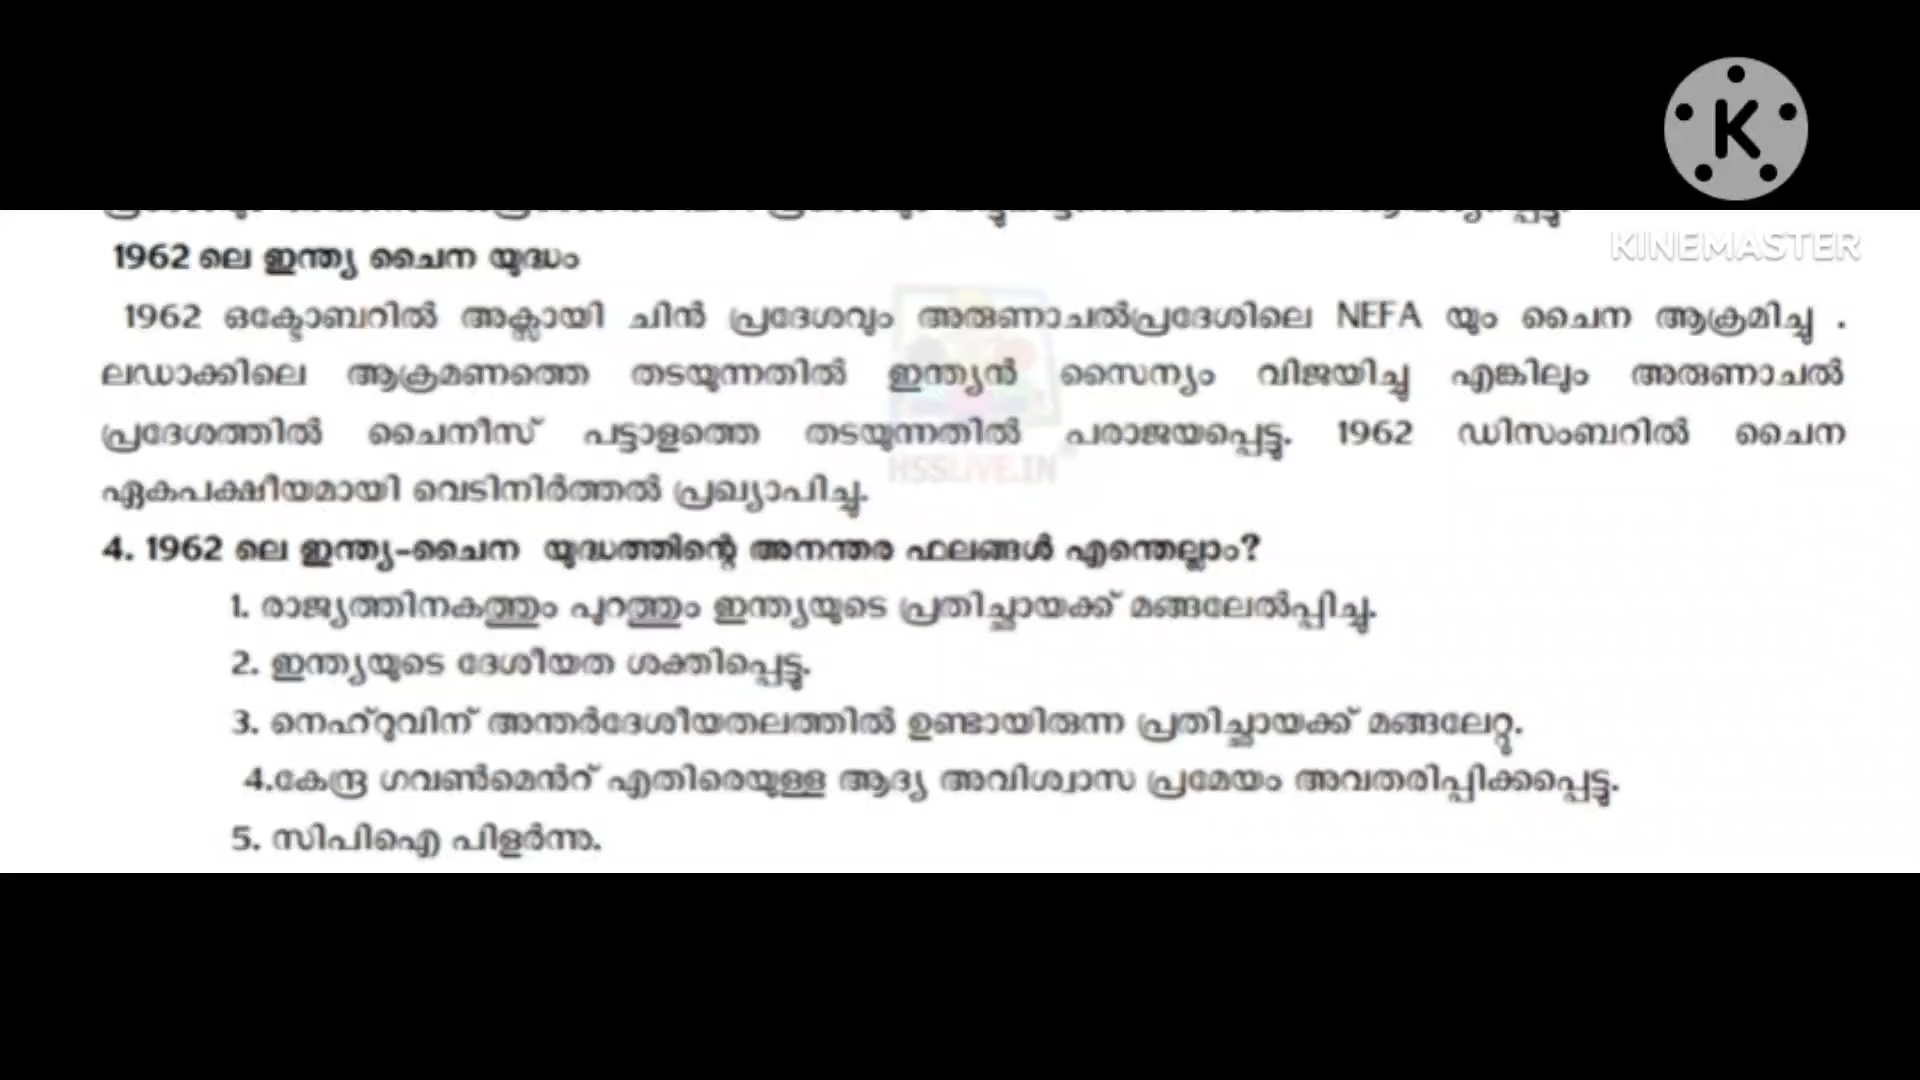 K
KINEMASTER
1962 ലെ ഇന്ത്യ ചൈന യുദ്ധം
1962 ഒക്ടോബറിൽ അക്സായി ചിൻ പ്രദേശവും അരുണാചൽപ്രദേശിലെ NEFA യും ചൈന ആക്രമിച്ചു .
ലഡാക്കിലെ ആക്രമണത്തെ തടയുന്നതിൽ ഇന്ത്യൻ സൈന്യം വിജയിച്ചു എങ്കിലും അരുണാചൽ
പ്രദേശത്തിൽ ചൈനീസ് പട്ടാളത്തെ തടയുന്നതിൽ പരാജയപ്പെട്ടു. 1962 ഡിസംബറിൽ ചൈന
ഏകപക്ഷീയമായി വെടിനിർത്തൽ പ്രഖ്യാപിച്ചു.
HSSLIVE.IN
4. 1962 ലെ ഇന്ത്യ-ചൈന യുദ്ധത്തിന്റെ അനന്തര ഫലങ്ങൾ എന്തെല്ലാം?
1. രാജ്യത്തിനകത്തും പുറത്തും ഇന്ത്യയുടെ പ്രതിച്ഛായക്ക് മങ്ങലേൽപ്പിച്ചു.
2. ഇന്ത്യയുടെ ദേശീയത ശക്തിപ്പെട്ടു.
3. നെഹ്റുവിന് അന്തർദേശീയതലത്തിൽ ഉണ്ടായിരുന്ന പ്രതിച്ഛായക്ക് മങ്ങലേറ്റു.
4.കേന്ദ്ര ഗവൺമെൻറ് എതിരെയുള്ള ആദ്യ അവിശ്വാസ പ്രമേയം അവതരിപ്പിക്കപ്പെട്ടു.
5. സിപിഐ പിളർന്നു.